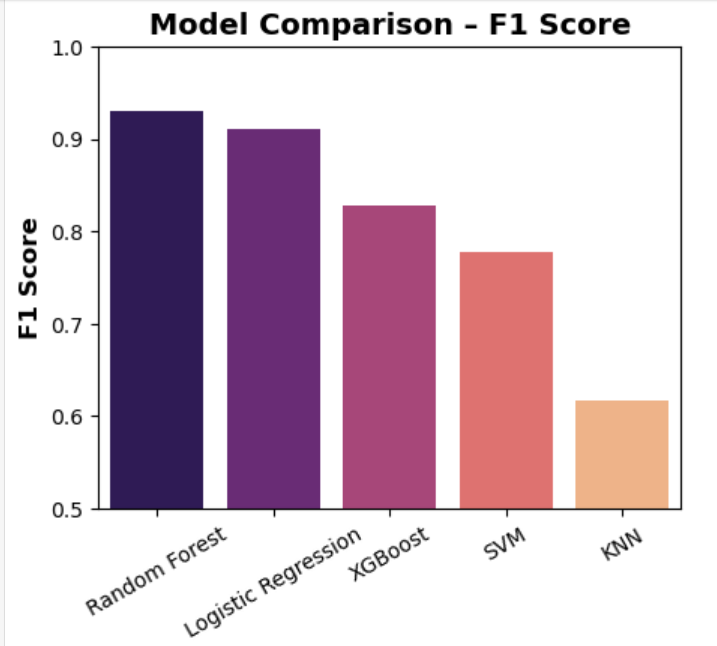 Model Comparison – F1 Score
F1 Score
1.0
0.9
0.8
0.7
0.6
0.5
Random Forest
Logistic Regression
XGBoost
SVM
KNN